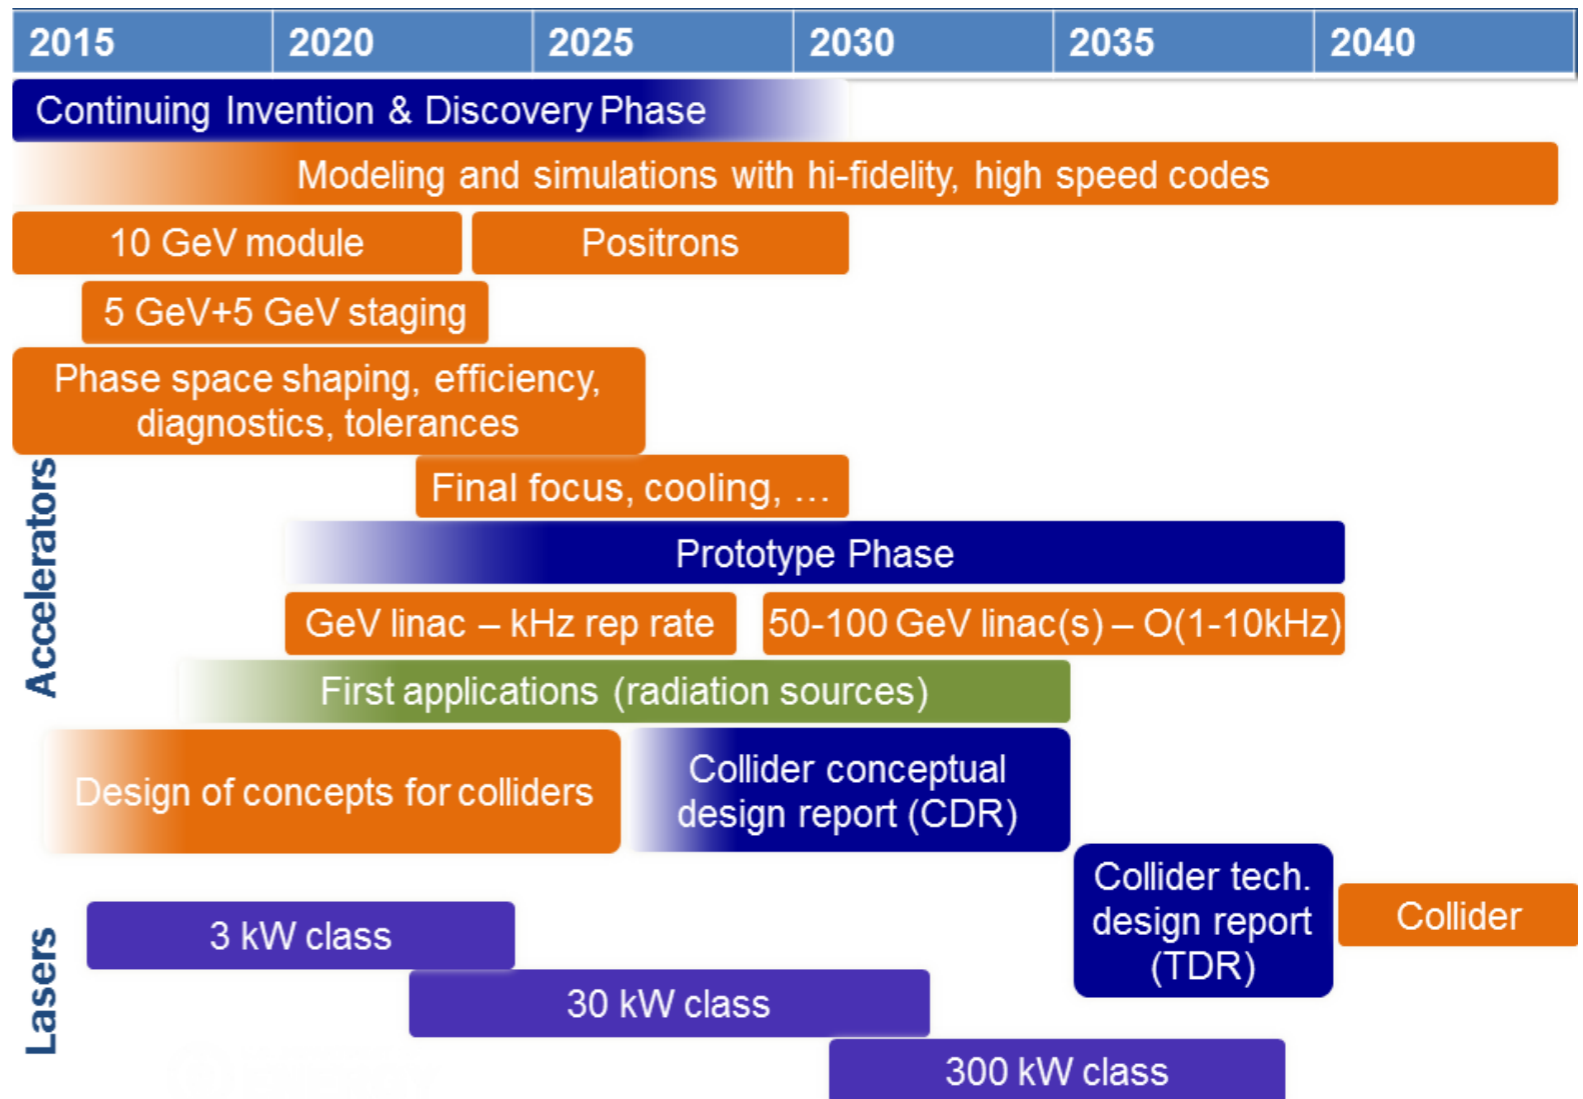 2015 2020 2025 2030 2035 2040
Continuing Invention & Discovery Phase
Modeling and simulations with hi-fidelity, high speed codes
10 GeV module Positrons
5 GeV+5 GeV staging
Phase space shaping, efficiency,
diagnostics, tolerances
Final focus, cooling, …
Prototype Phase
GeV linac – kHz rep rate 50-100 GeV linac(s) – O(1-10kHz)
First applications (radiation sources)
Accelerators
Design of concepts for colliders
Collider conceptual
design report (CDR)
Collider tech.
design report
(TDR)
Collider
Lasers
3 kW class
30 kW class
300 kW class